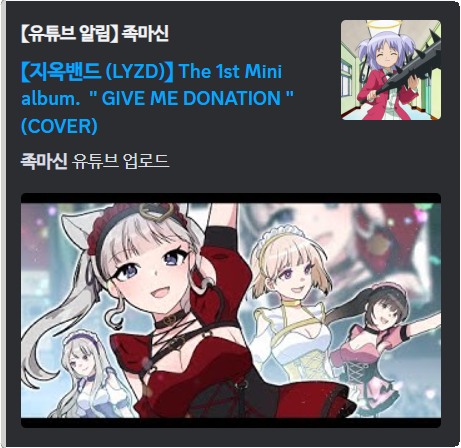 【유튜브 알림】 족마신
【지옥밴드 (LYZD)】 The 1st Mini
album. " GIVE ME DONATION "
(COVER)
족마신 유튜브 업로드